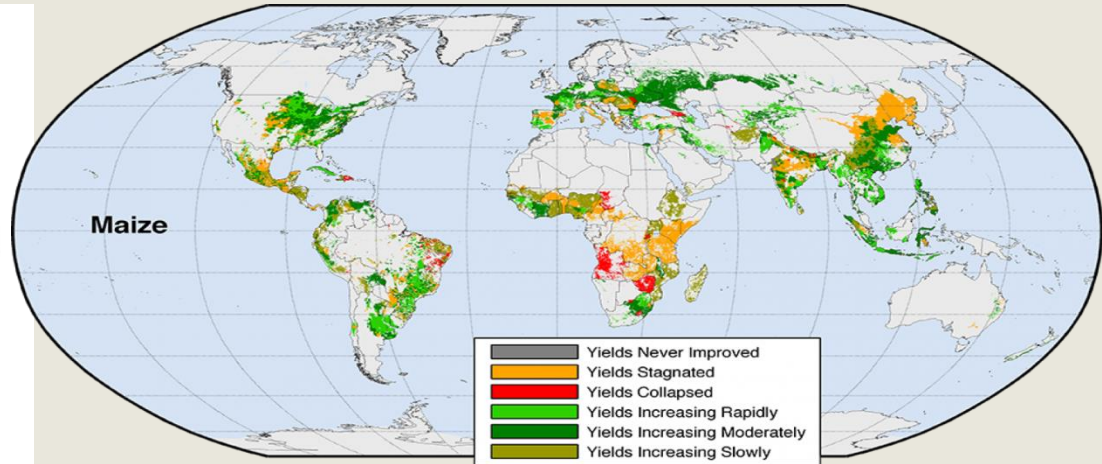 Maize
Yields Never Improved
Yields Stagnated
Yields Collapsed
Yields Increasing Rapidly
Yields Increasing Moderately
Yields Increasing Slowly